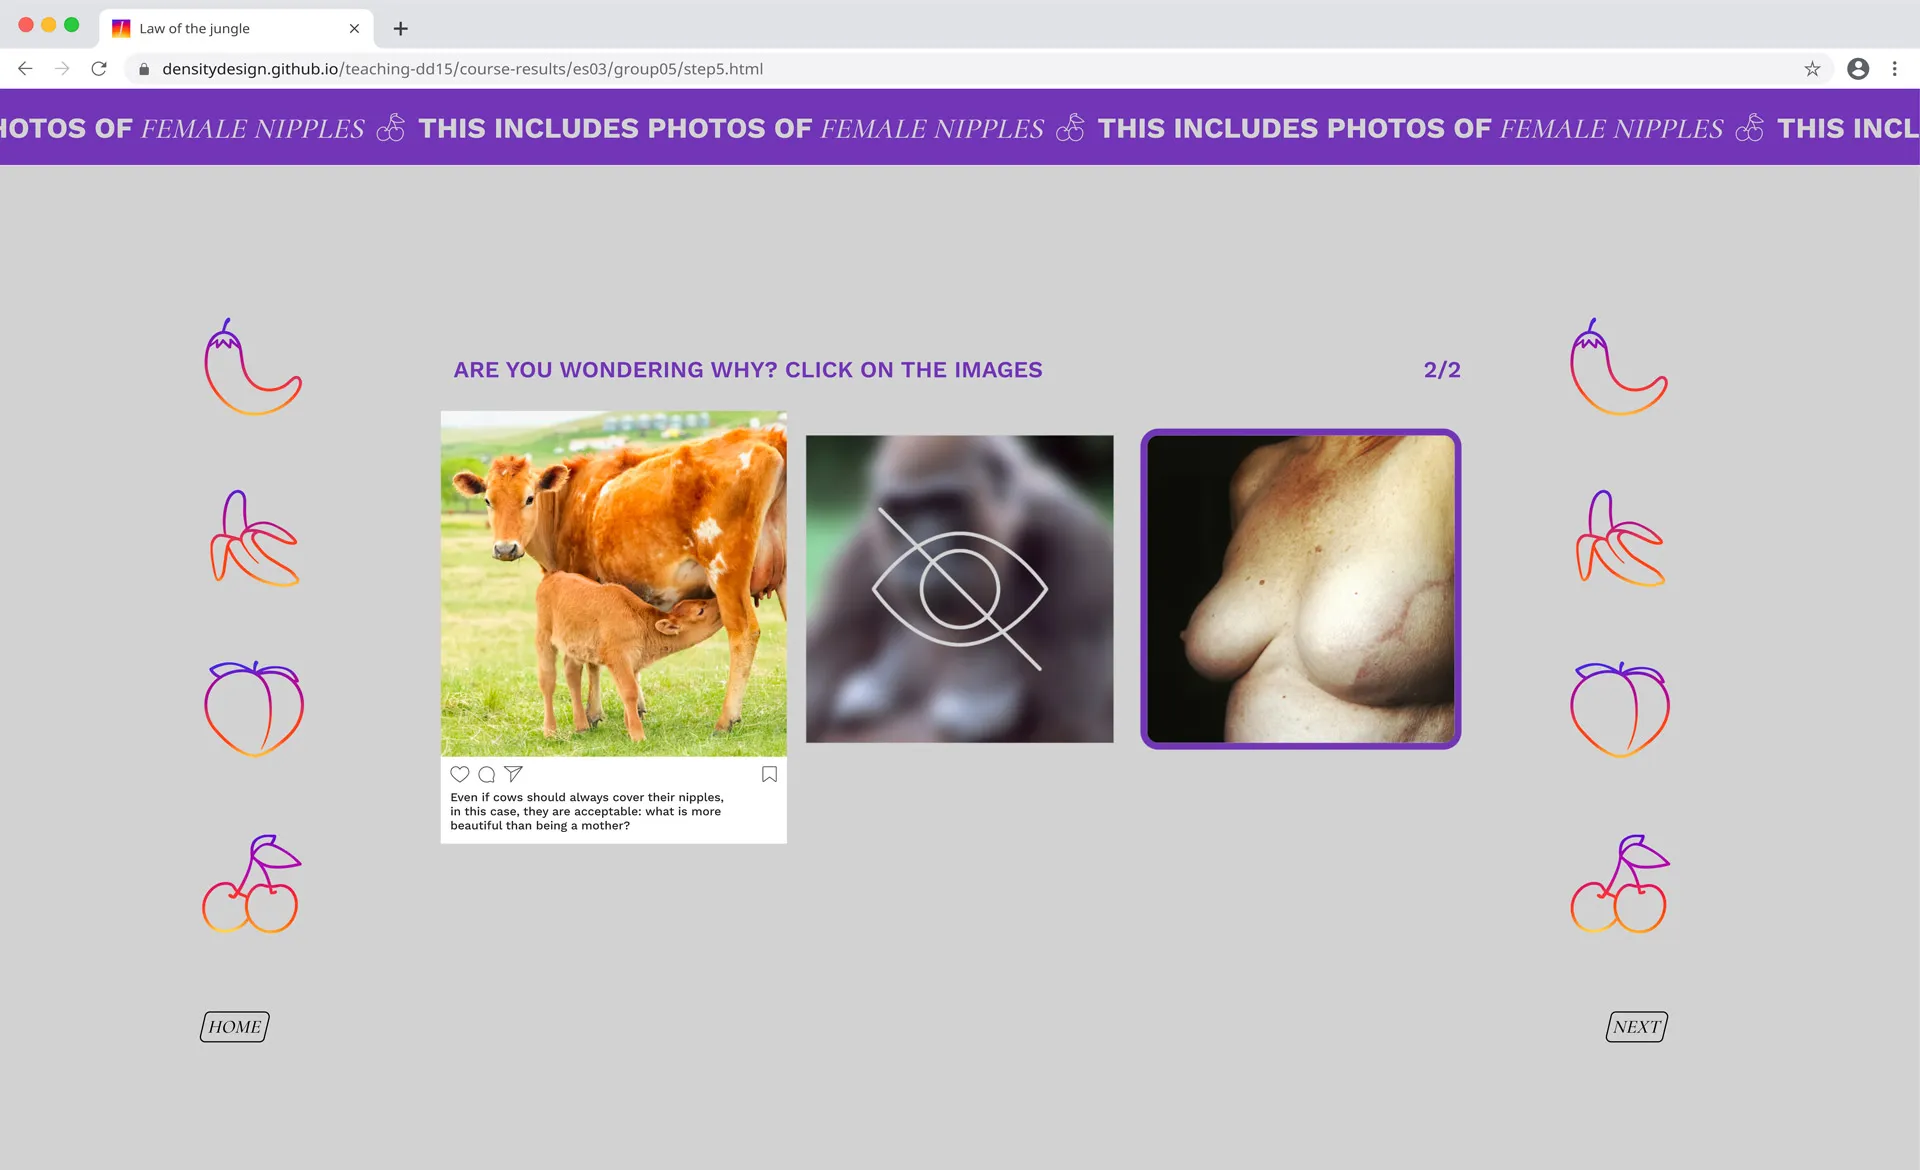 Law of the jungle
densitydesign.github.io/teaching-dd15/course-results/es03/group05/step5.html
HOTOS OF FEMALE NIPPLES THIS INCLUDES PHOTOS OF FEMALE NIPPLES THIS INCLUDES PHOTOS OF FEMALE NIPPLES THIS INCL
ARE YOU WONDERING WHY? CLICK ON THE IMAGES
2/2
Even if cows should always cover their nipples,
in this case, they are acceptable: what is more
beautiful than being a mother?
HOME
NEXT